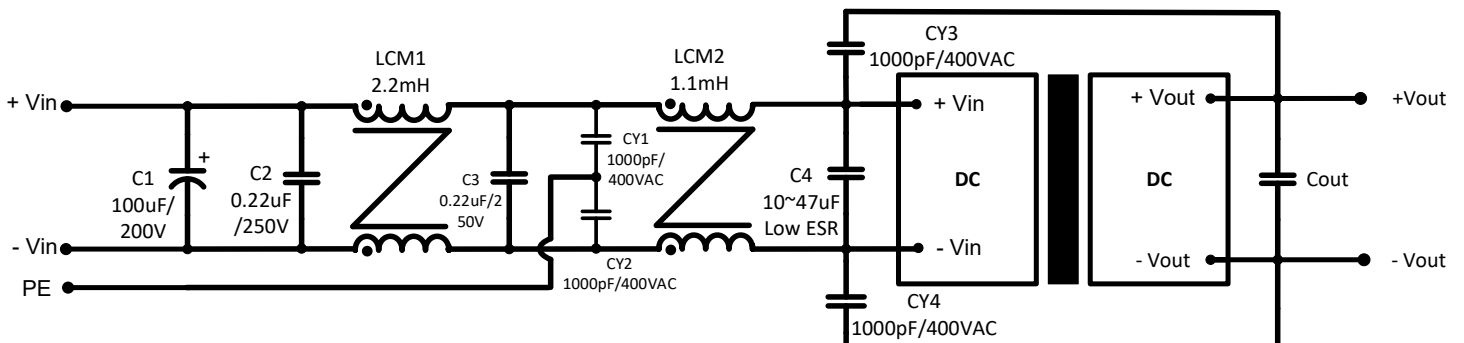 CY3
1000pF/400VAC
LCM1
2.2mH
LCM2
1.1mH
+ Vin
+ Vin
+ Vout
+Vout
+
C1
100uF/
200V
C2
0.22uF
/250V
C3
0.22uF/2
50V
CY1
1000pF/
400VAC
C4
10~47uF
Low ESR
DC
DC
Cout
- Vin
- Vin
- Vout
- Vout
PE
CY2
1000pF/400VAC
CY4
1000pF/400VAC